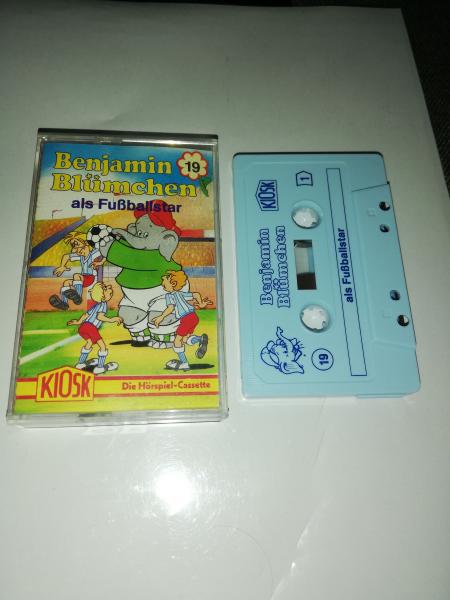 Benjamin
Blümchen
19
als Fußballstar
KIOSK
Die Hörspiel-Cassette
KIOSK
1
Benjamin
Blümchen
als Fußballstar
19